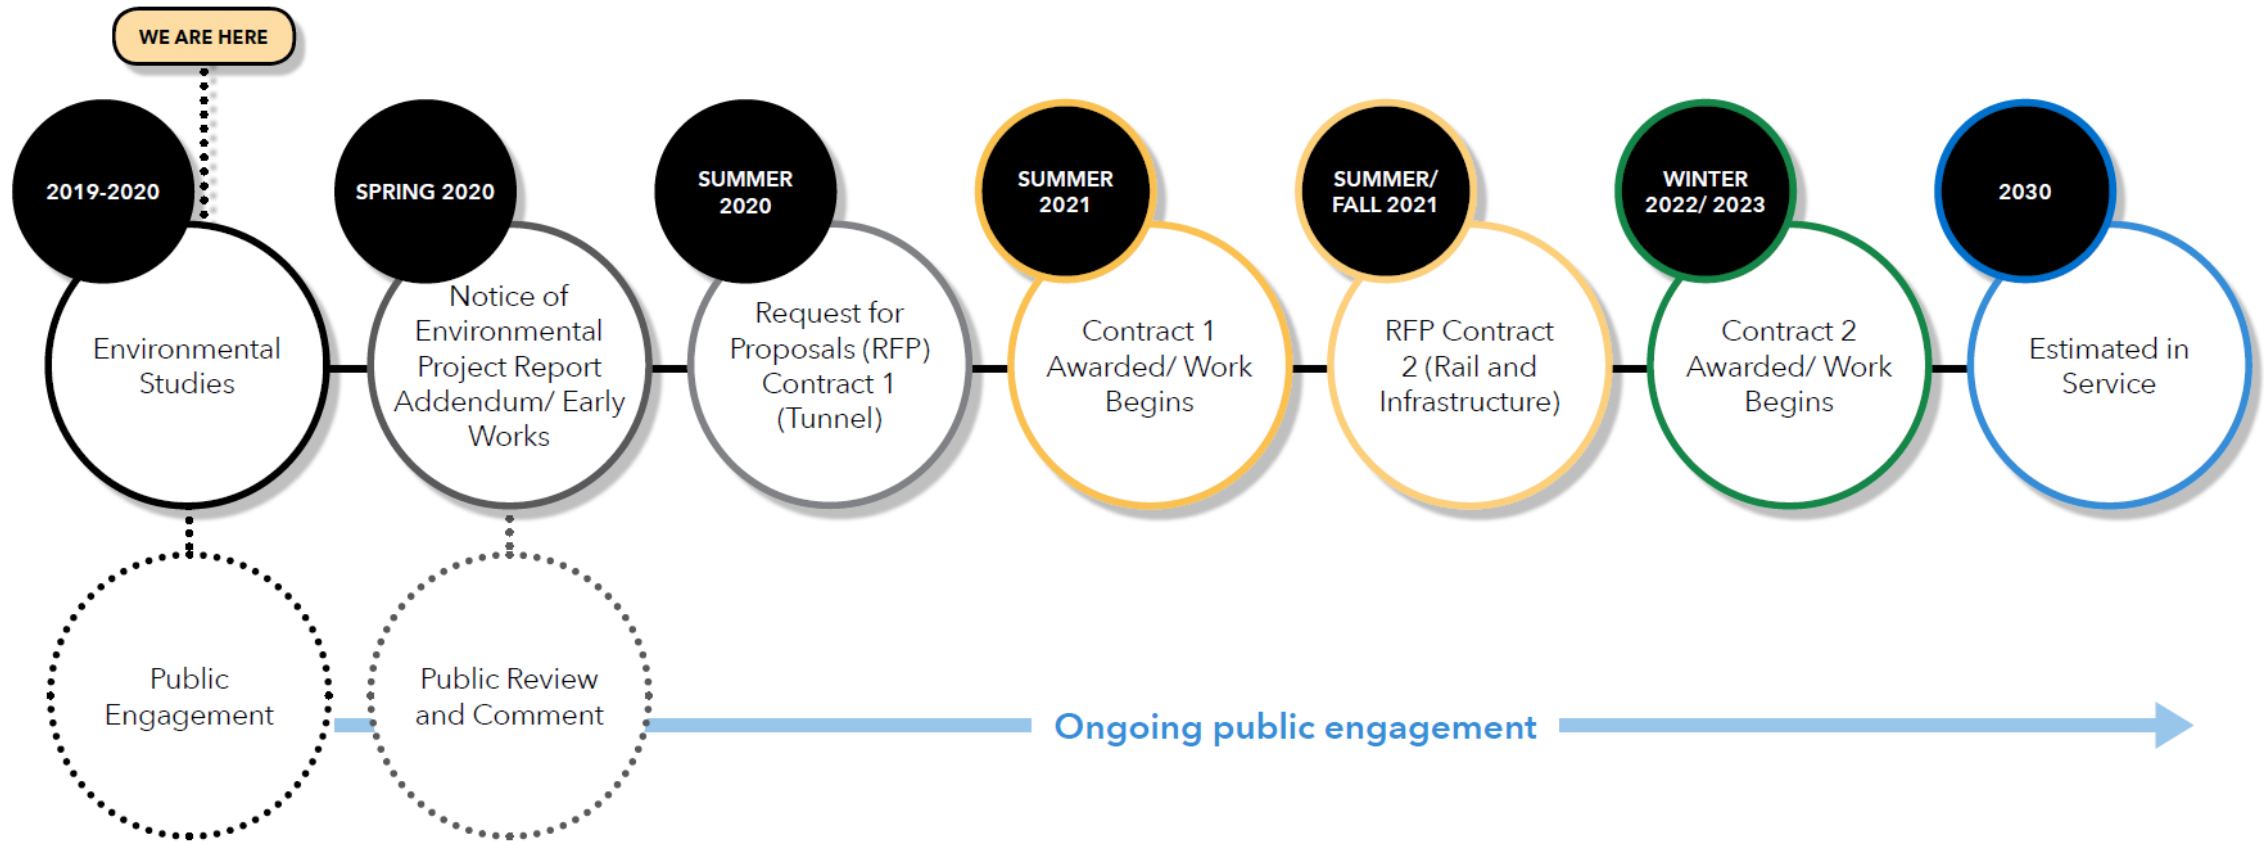 WE ARE HERE
2019-2020
Environmental
Studies
Public
Engagement
SPRING 2020
Notice of
Environmental
Project Report
Addendum/ Early
Works
Public Review
and Comment
SUMMER
2020
Request for
Proposals (RFP)
Contract 1
(Tunnel)
SUMMER
2021
Contract 1
Awarded/ Work
Begins
SUMMER/
FALL 2021
RFP Contract
2 (Rail and
Infrastructure)
WINTER
2022/ 2023
Contract 2
Awarded/ Work
Begins
2030
Estimated in
Service
Ongoing public engagement